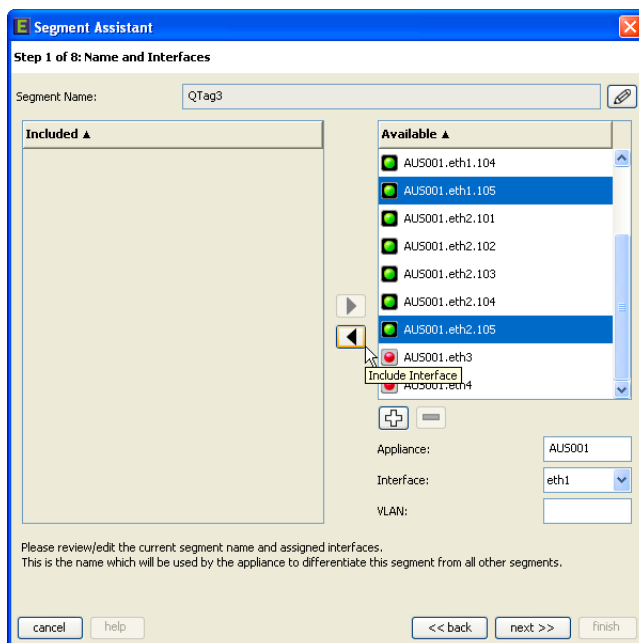 E Segment Assistant
Step 1 of 8: Name and Interfaces
Segment Name:
QTag3
Included ▲
Available ▲
AUS001.eth1.104
AUS001.eth1.105
AUS001.eth2.101
AUS001.eth2.102
AUS001.eth2.103
AUS001.eth2.104
AUS001.eth2.105
AUS001.eth3
Include Interface
AUS001.eth4
Appliance:
AUS001
Interface:
eth1
VLAN:
Please review/edit the current segment name and assigned interfaces.
This is the name which will be used by the appliance to differentiate this segment from all other segments.
cancel
help
<< back
next >>
finish